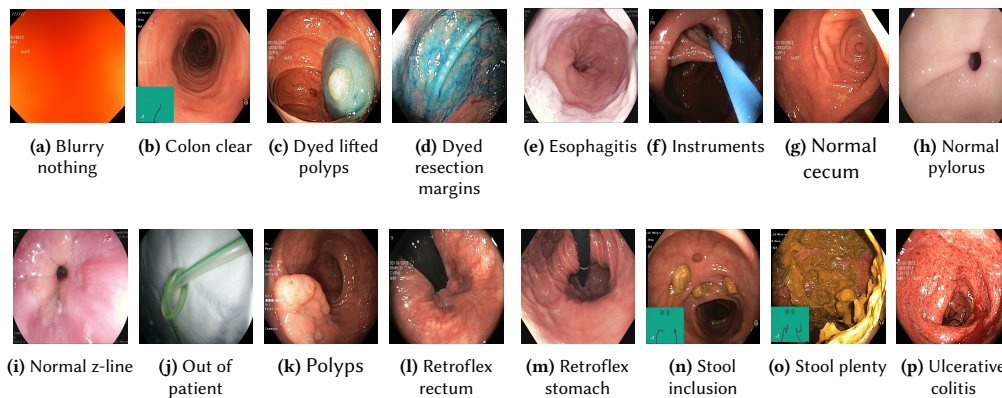 (a) Blurry nothing
(b) Colon clear
(c) Dyed lifted polyps
(d) Dyed resection margins
(e) Esophagitis
(f) Instruments
(g) Normal cecum
(h) Normal pylorus
(i) Normal z-line
(j) Out of patient
(k) Polyps
(l) Retroflex rectum
(m) Retroflex stomach
(n) Stool inclusion
(o) Stool plenty
(p) Ulcerative colitis